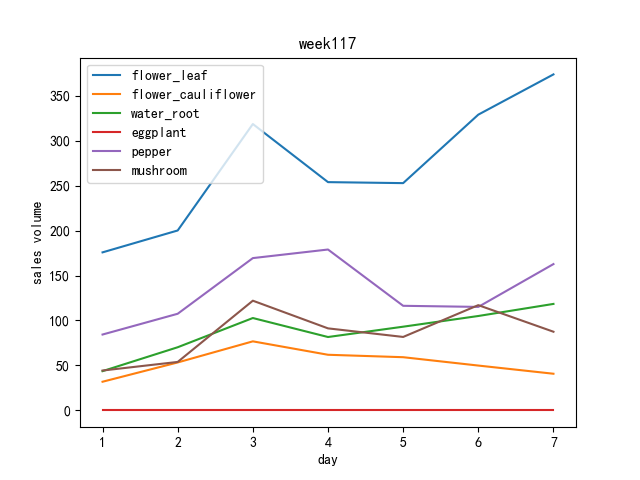 week117
flower_leaf
flower_cauliflower
water_root
eggplant
pepper
mushroom
350
300
250
200
150
100
50
0
sales volume
1 2 3 4 5 6 7
day